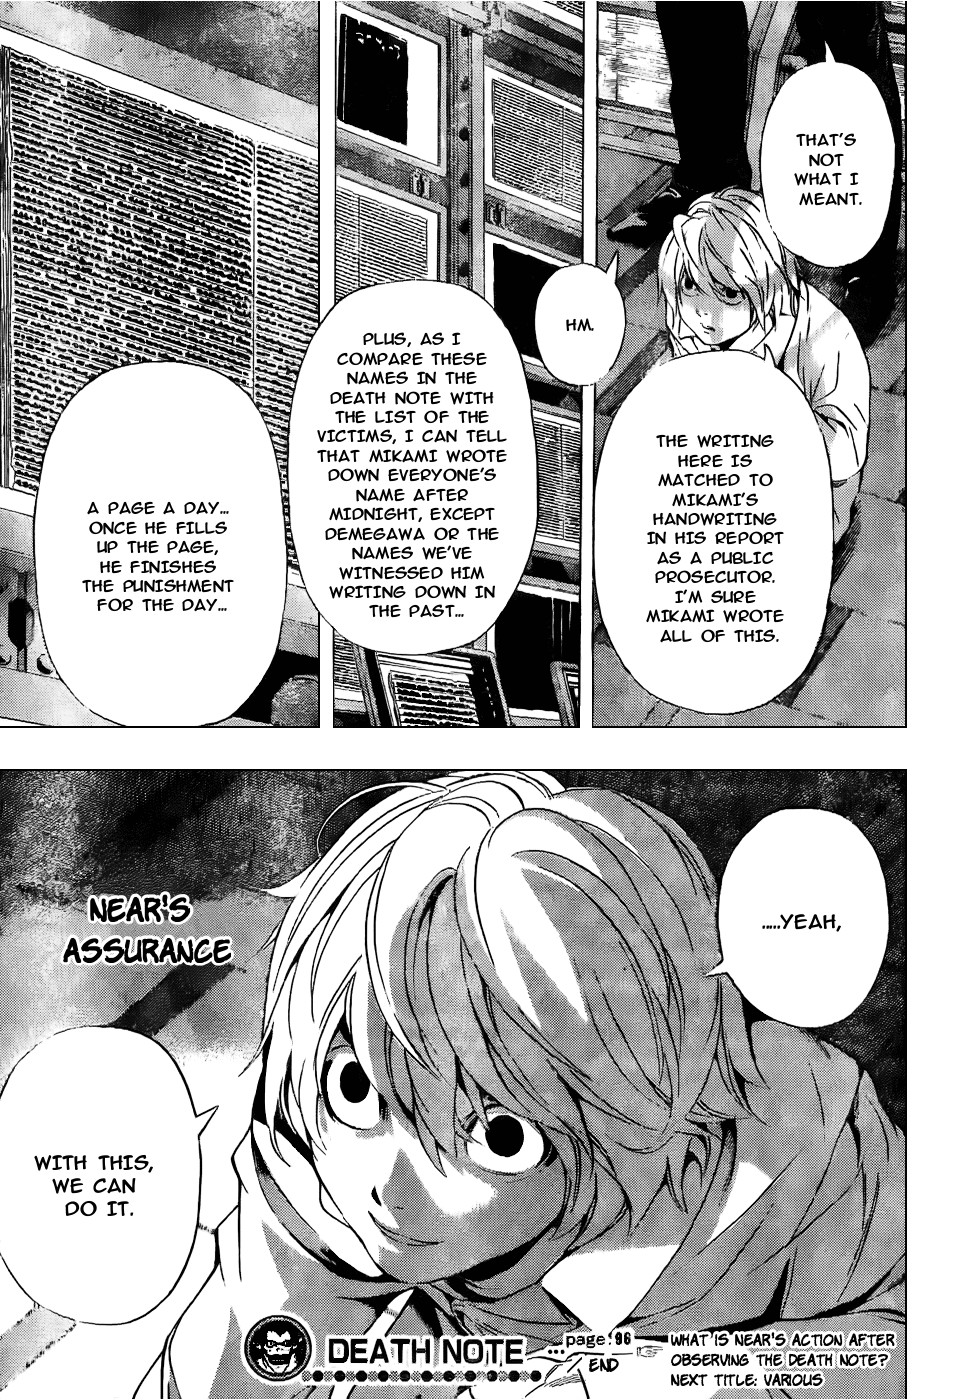 THAT'S
NOT
WHAT I
MEANT.
HM.
THE WRITING
HERE IS
MATCHED TO
MIKAMI'S
HANDWRITING
IN HIS REPORT
AS A PUBLIC
PROSECUTOR.
I'M SURE
MIKAMI WROTE
ALL OF THIS.
PLUS, AS I
COMPARE THESE
NAMES IN THE
DEATH NOTE WITH
THE LIST OF THE
VICTIMS, I CAN TELL
THAT MIKAMI WROTE
DOWN EVERYONE'S
NAME AFTER
MIDNIGHT, EXCEPT
DEMEGAWA OR THE
NAMES WE'VE
WITNESSED HIM
WRITING DOWN IN
THE PAST...
A PAGE A DAY...
ONCE HE FILLS
UP THE PAGE,
HE FINISHES
THE PUNISHMENT
FOR THE DAY...
......YEAH,
NEAR'S
ASSURANCE
WITH THIS,
WE CAN
DO IT.
DEATH NOTE
page.96
END
WHAT IS NEAR'S ACTION AFTER
OBSERVING THE DEATH NOTE?
NEXT TITLE: VARIOUS